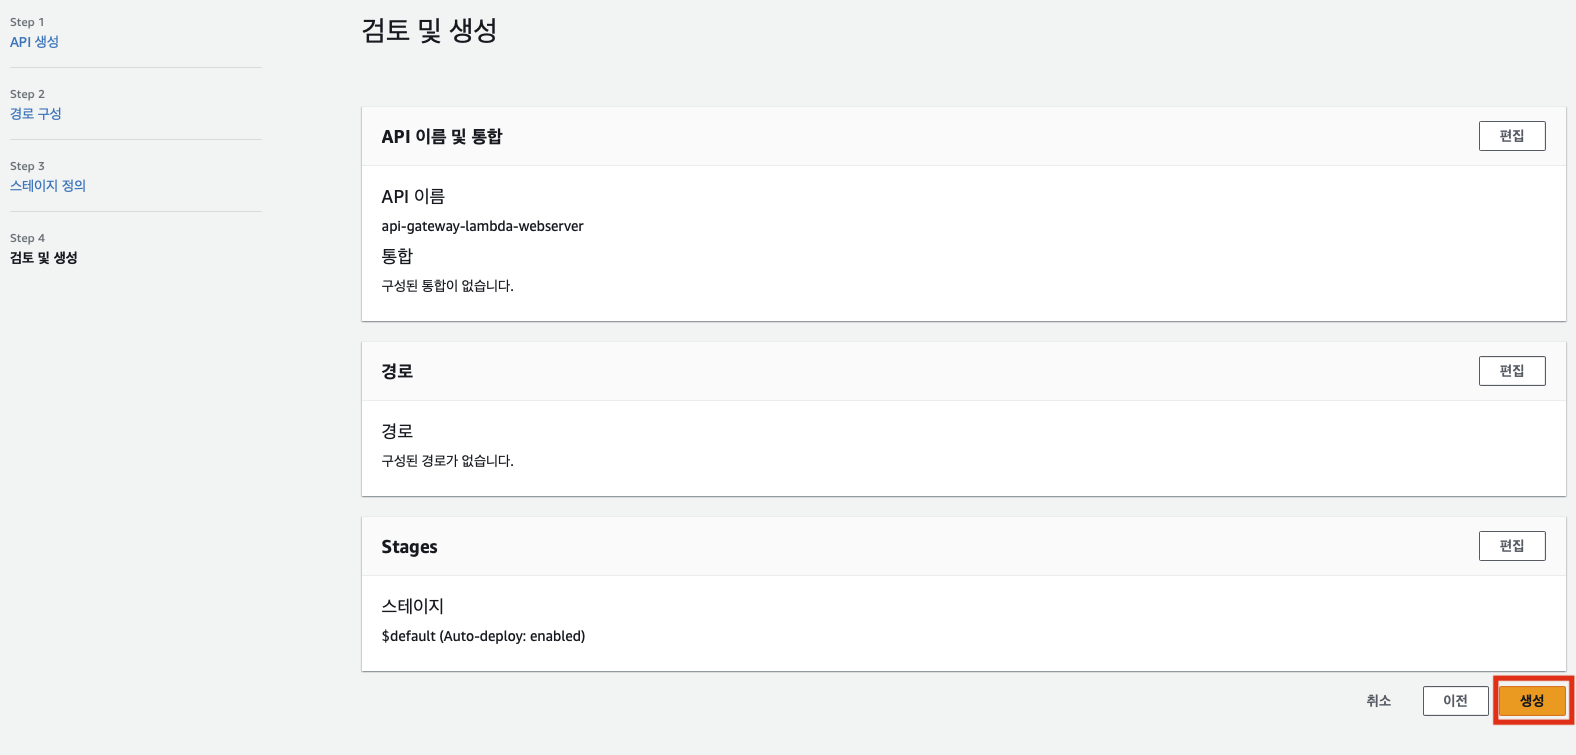 Step 1
API 생성
Step 2
경로 구성
Step 3
스테이지 정의
Step 4
검토 및 생성
검토 및 생성
API 이름 및 통합
편집
API 이름
api-gateway-lambda-webserver
통합
구성된 통합이 없습니다.
경로
편집
경로
구성된 경로가 없습니다.
Stages
편집
스테이지
$default (Auto-deploy: enabled)
취소
이전
생성